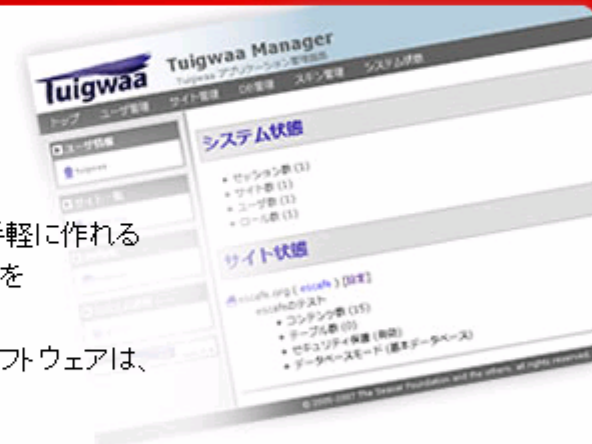 Tuigwaa
Tuigwaa Manager
Tuigwaa アプリケーション管理画面
トップ ユーザ管理 サイト管理 DB管理 スキン管理 システム状態
ユーザ情報
tuigwaa
サイト一覧
システム状態
セッション数 (1)
サイト数 (1)
ユーザ数 (1)
ロール数 (1)
手軽に作れる
を
フトウェアは、
サイト状態
escafe.org ( escafe ) [設定]
escafeのテスト
コンテンツ数 (15)
テーブル数 (0)
セキュリティ保護 (有効)
データベースモード (基本データベース)
© 2005-2007 The Seasar Foundation and the others, all rights reserved.